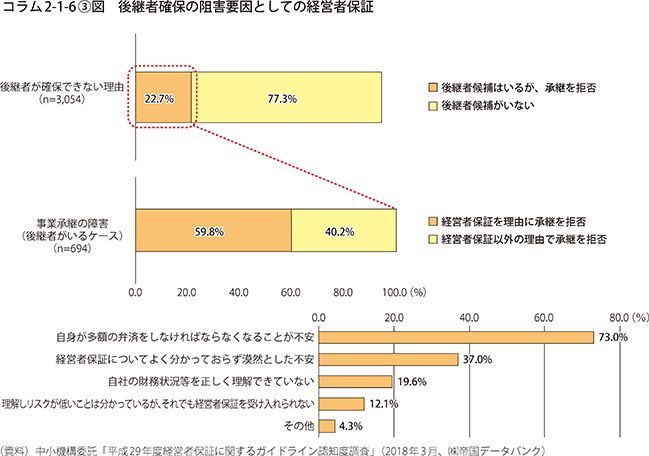 コラム2-1-6③図 後継者確保の阻害要因としての経営者保証
後継者が確保できない理由
（n=3,054）
22.7%
77.3%
後継者候補はいるが、承継を拒否
後継者候補がいない
事業承継の障害
（後継者がいるケース）
（n=694）
59.8%
40.2%
経営者保証を理由に承継を拒否
経営者保証以外の理由で承継を拒否
0.0 20.0 40.0 60.0 80.0 100.0（%）
0.0 20.0 40.0 60.0 80.0（%）
自身が多額の弁済をしなければならなくなることが不安 73.0%
経営者保証についてよく分かっておらず漠然とした不安 37.0%
自社の財務状況等を正しく理解できていない 19.6%
理解しリスクが低いことは分かっているが、それでも経営者保証を受け入れられない 12.1%
その他 4.3%
（資料）中小機構委託「平成29年度経営者保証に関するガイドライン認知度調査」（2018年3月、㈱帝国データバンク）